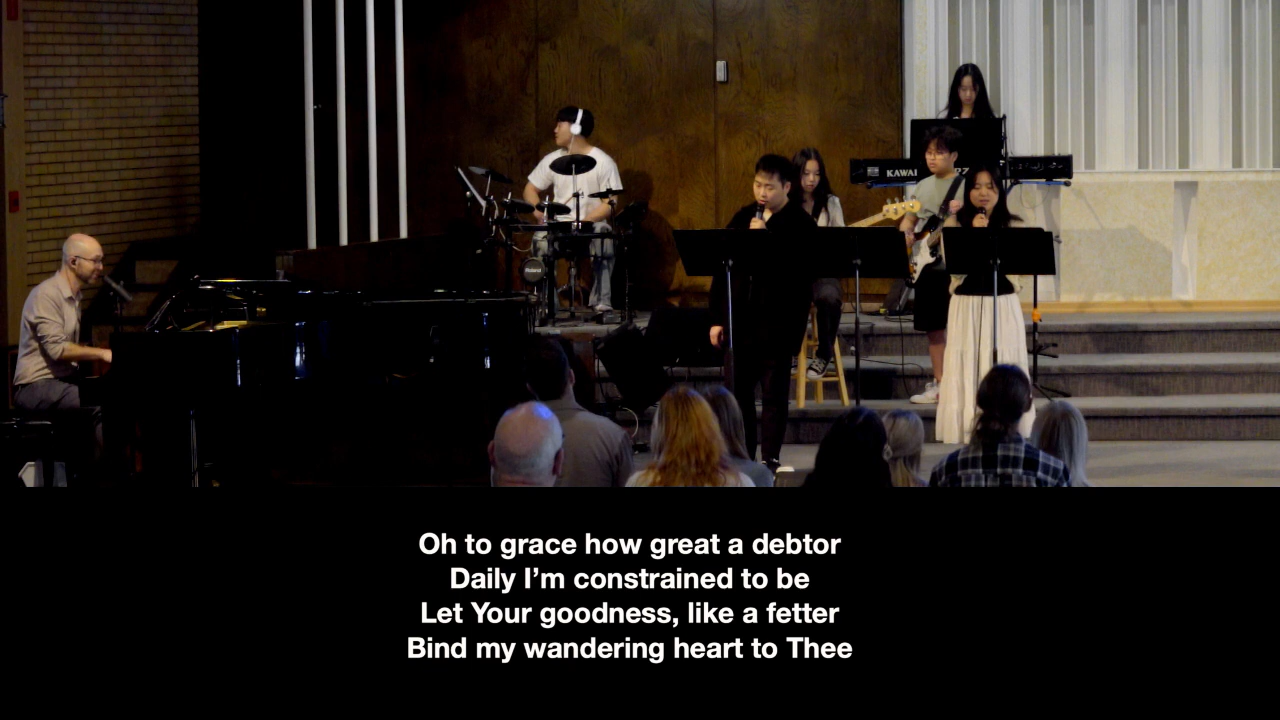 KAWAI
Roland
Oh to grace how great a debtor
Daily I’m constrained to be
Let Your goodness, like a fetter
Bind my wandering heart to Thee